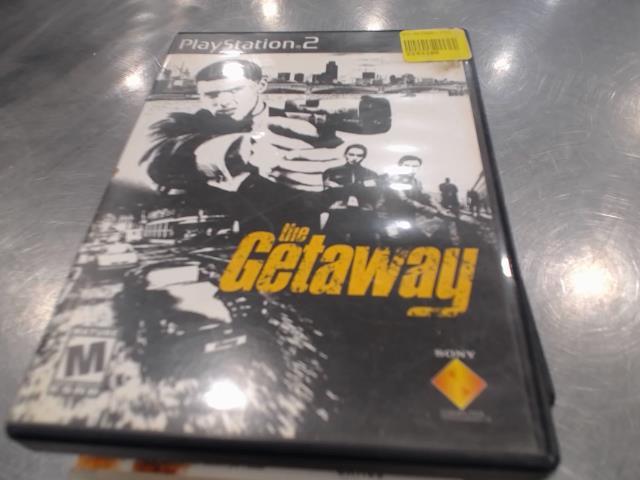 PlayStation.2
the
Getaway
M
SONY